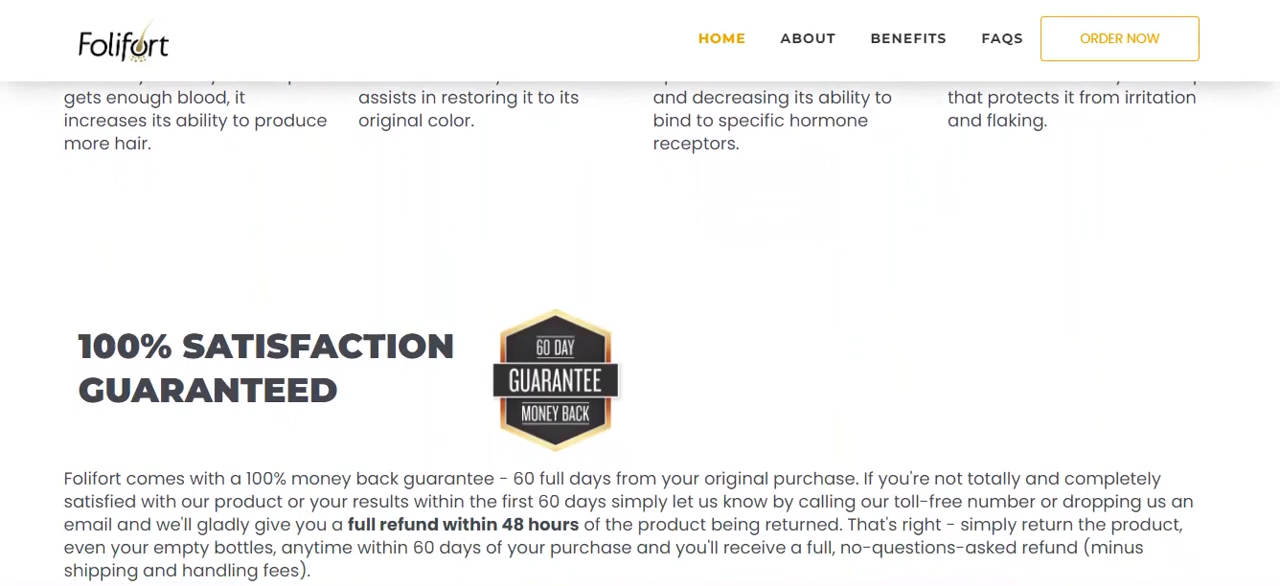 Folifort
HOME ABOUT BENEFITS FAQS ORDER NOW
gets enough blood, it
increases its ability to produce
more hair.
assists in restoring it to its
original color.
and decreasing its ability to
bind to specific hormone
receptors.
that protects it from irritation
and flaking.
100% SATISFACTION
GUARANTEED
60 DAY
GUARANTEE
MONEY BACK
Folifort comes with a 100% money back guarantee - 60 full days from your original purchase. If you're not totally and completely
satisfied with our product or your results within the first 60 days simply let us know by calling our toll-free number or dropping us an
email and we'll gladly give you a full refund within 48 hours of the product being returned. That's right - simply return the product,
even your empty bottles, anytime within 60 days of your purchase and you'll receive a full, no-questions-asked refund (minus
shipping and handling fees).